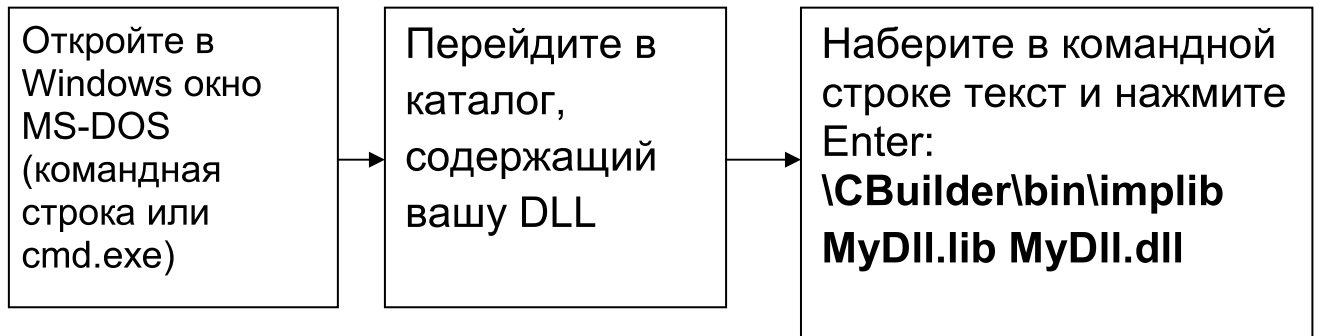 Откройте в
Windows окно
MS-DOS
(командная
строка или
cmd.exe)
Перейдите в
каталог,
содержащий
вашу DLL
Наберите в командной
строке текст и нажмите
Enter:
\CBuilder\bin\implib
MyDll.lib MyDll.dll